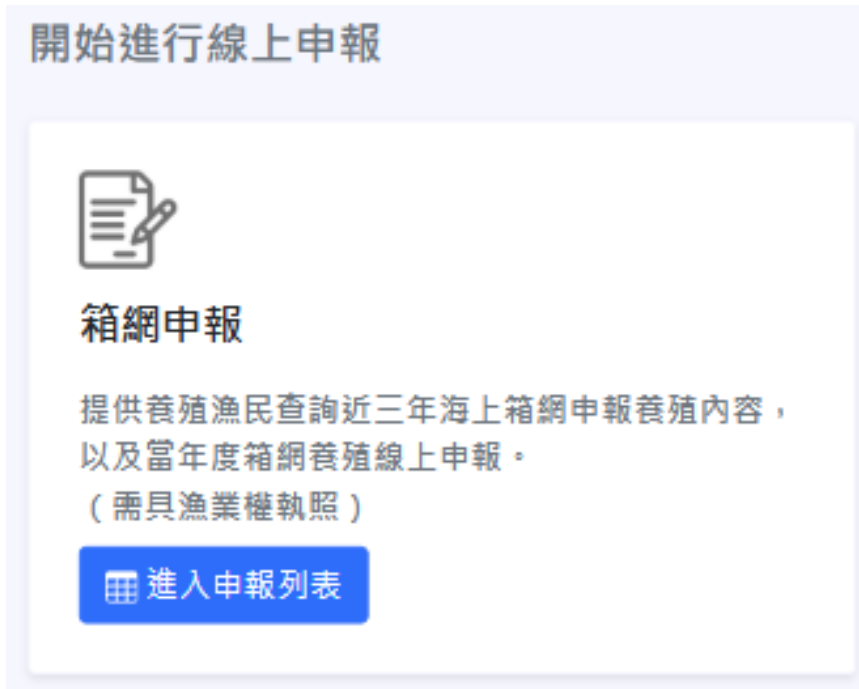 開始進行線上申報
箱網申報
提供養殖漁民查詢近三年海上箱網申報養殖內容，
以及當年度箱網養殖線上申報。
（需具漁業權執照）
進入申報列表